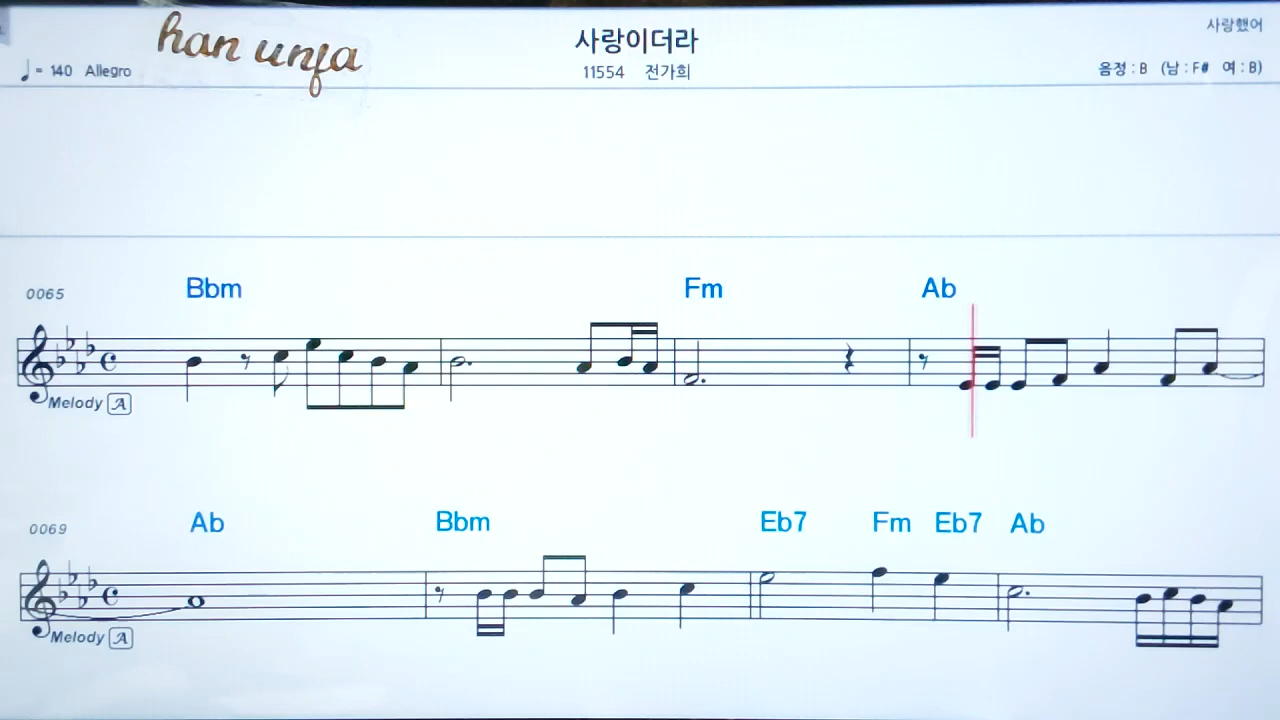 han unja
사랑이더라
사랑했어
♩= 140 Allegro
11554 전가희
음정 : B (남 : F# 여 : B)
Bbm Fm Ab
0065
Melody A
Ab Bbm Eb7 Fm Eb7 Ab
0069
Melody A